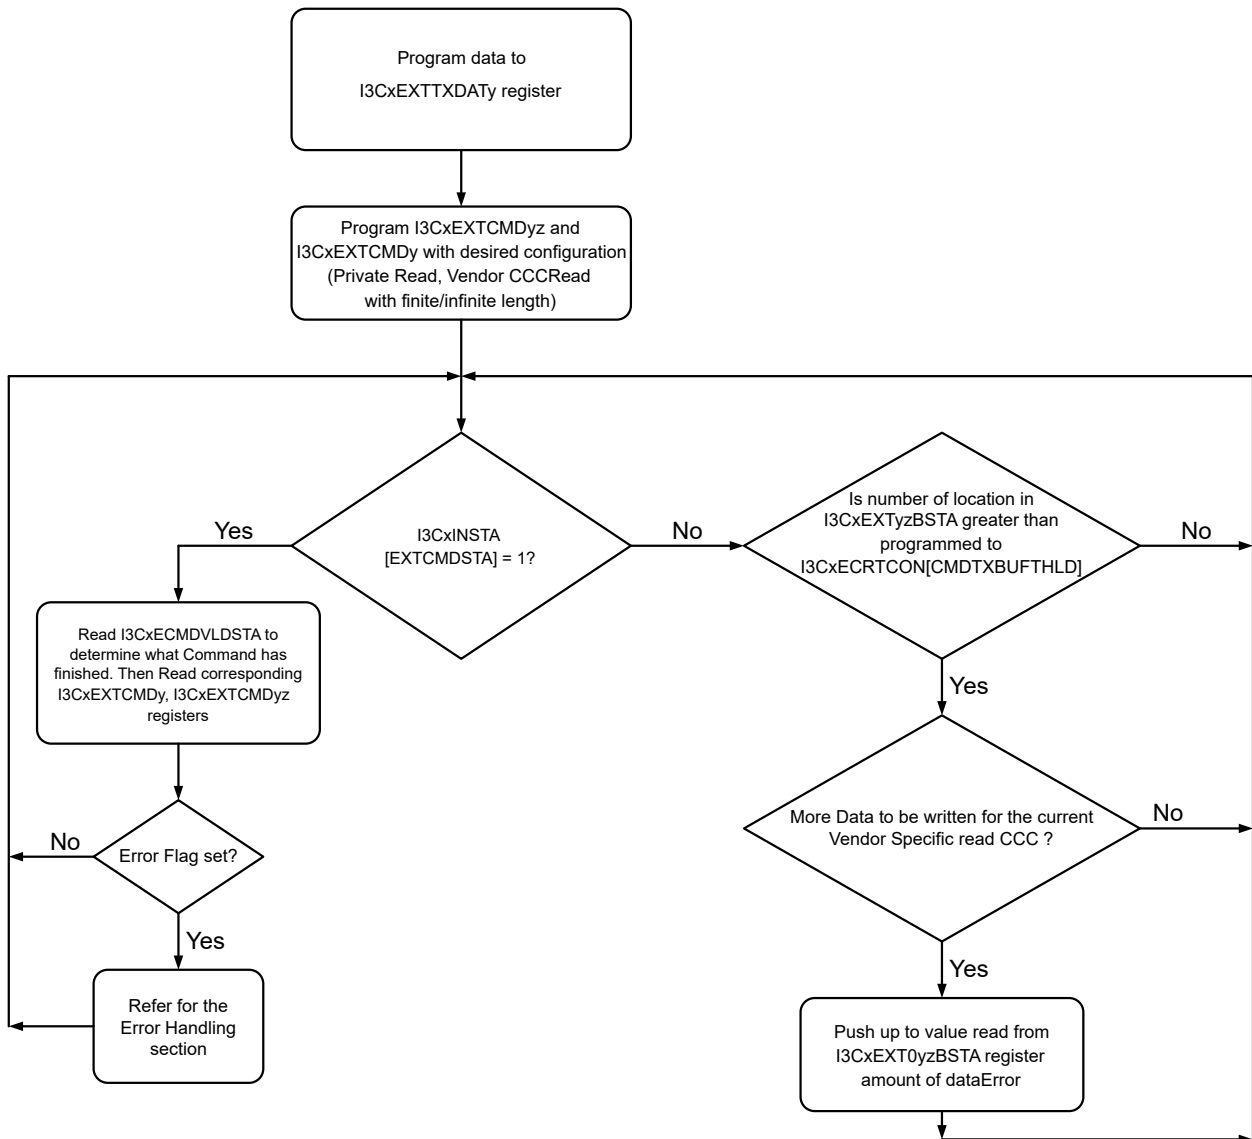 Program data to
I3CxEXTTXDATy register
Program I3CxEXTCMDyz and
I3CxEXTCMDy with desired configuration
(Private Read, Vendor CCCRead
with finite/infinite length)
I3CxINSTA
[EXTCMDSTA] = 1?
Yes
No
Is number of location in
I3CxEXTyzBSTA greater than
programmed to
I3CxECRTCON[CMDTXBUFTHLD]
No
Yes
Read I3CxECMDVLDSTA to
determine what Command has
finished. Then Read corresponding
I3CxEXTCMDy, I3CxEXTCMDyz
registers
More Data to be written for the current
Vendor Specific read CCC ?
No
Yes
Error Flag set?
No
Yes
Refer for the
Error Handling
section
Push up to value read from
I3CxEXT0yzBSTA register
amount of dataError